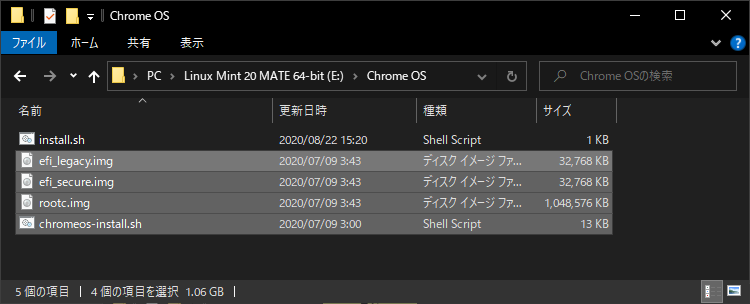 Chrome OS
ファイル ホーム 共有 表示
PC Linux Mint 20 MATE 64-bit (E:) Chrome OS Chrome OSの検索
名前 更新日時 種類 サイズ
install.sh 2020/08/22 15:20 Shell Script 1 KB
efi_legacy.img 2020/07/09 3:43 ディスク イメージ ファ... 32,768 KB
efi_secure.img 2020/07/09 3:43 ディスク イメージ ファ... 32,768 KB
rootc.img 2020/07/09 3:43 ディスク イメージ ファ... 1,048,576 KB
chromeos-install.sh 2020/07/09 3:00 Shell Script 13 KB
5 個の項目 4 個の項目を選択 1.06 GB